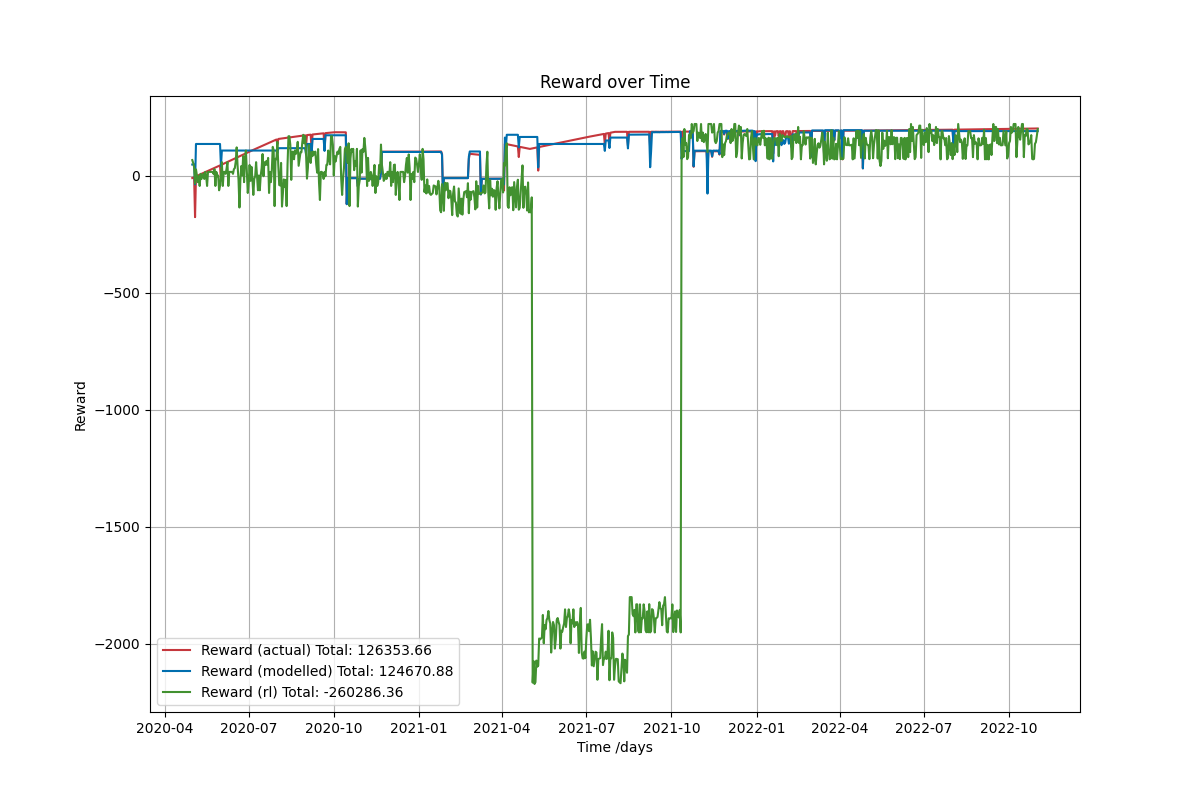 Reward over Time
Reward
0
−500
−1000
−1500
−2000
Reward (actual) Total: 126353.66
Reward (modelled) Total: 124670.88
Reward (rl) Total: -260286.36
2020-04 2020-07 2020-10 2021-01 2021-04 2021-07 2021-10 2022-01 2022-04 2022-07 2022-10
Time /days